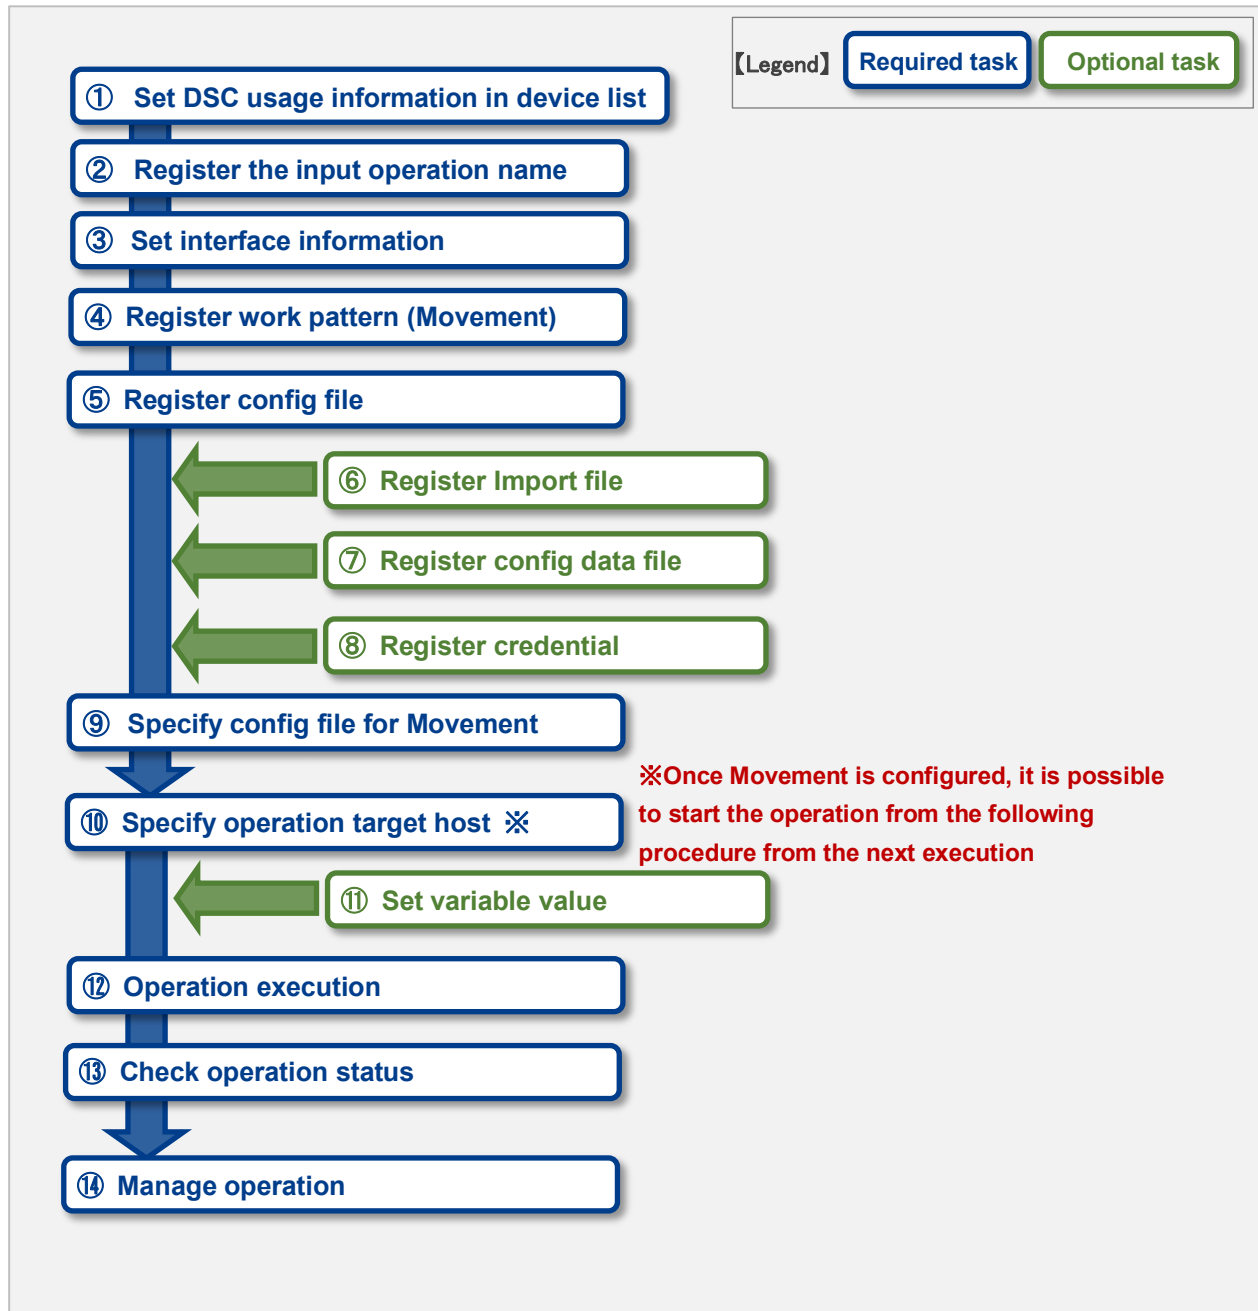 【Legend】 Required task Optional task
① Set DSC usage information in device list
② Register the input operation name
③ Set interface information
④ Register work pattern (Movement)
⑤ Register config file
⑥ Register Import file
⑦ Register config data file
⑧ Register credential
⑨ Specify config file for Movement
⑩ Specify operation target host ※
※Once Movement is configured, it is possible
to start the operation from the following
procedure from the next execution
⑪ Set variable value
⑫ Operation execution
⑬ Check operation status
⑭ Manage operation